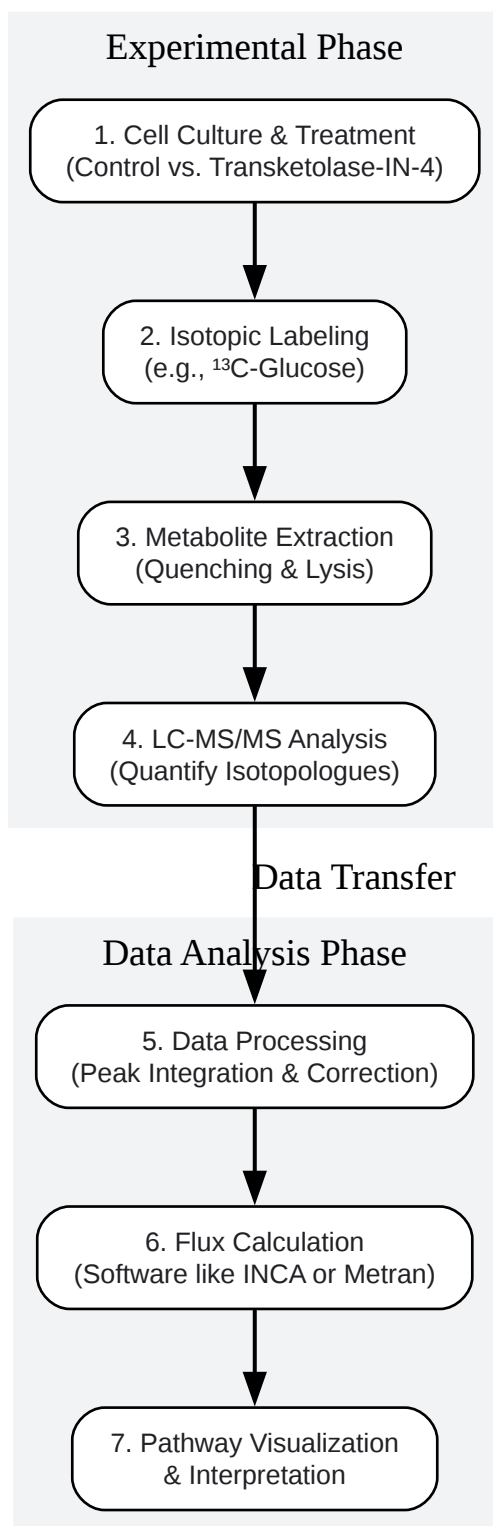 Experimental Phase
1. Cell Culture & Treatment
(Control vs. Transketolase-IN-4)
2. Isotopic Labeling
(e.g., ¹³C-Glucose)
3. Metabolite Extraction
(Quenching & Lysis)
4. LC-MS/MS Analysis
(Quantify Isotopologues)
Data Transfer
Data Analysis Phase
5. Data Processing
(Peak Integration & Correction)
6. Flux Calculation
(Software like INCA or Metran)
7. Pathway Visualization
& Interpretation